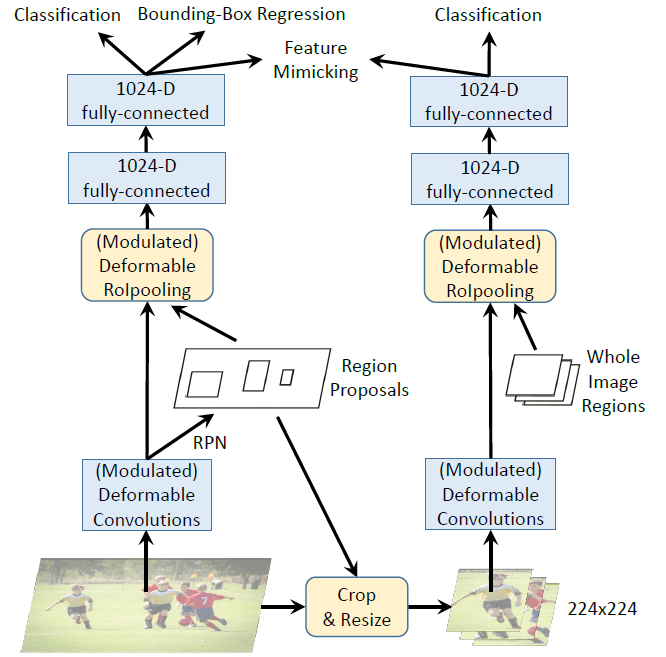 Classification
Bounding-Box Regression
Classification
Feature
Mimicking
1024-D
fully-connected
1024-D
fully-connected
1024-D
fully-connected
1024-D
fully-connected
(Modulated)
Deformable
RoIpooling
(Modulated)
Deformable
RoIpooling
Region
Proposals
Whole
Image
Regions
RPN
(Modulated)
Deformable
Convolutions
(Modulated)
Deformable
Convolutions
Crop
& Resize
224x224